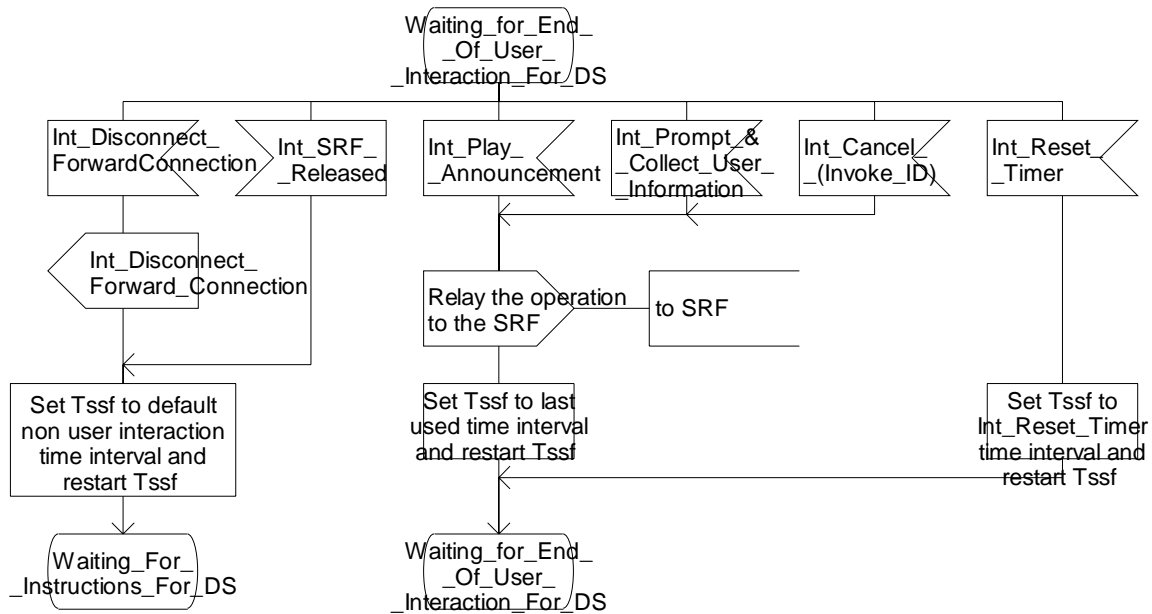 Waiting_for_End_
_Of_User_
_Interaction_For_DS
Int_Disconnect_
ForwardConnection
Int_SRF_
_Released
Int_Play_
_Announcement
Int_Prompt_&
_Collect_User_
_Information
Int_Cancel_
_(Invoke_ID)
Int_Reset_
_Timer
Int_Disconnect_
Forward_Connection
Relay the operation
to the SRF
to SRF
Set Tssf to default
non user interaction
time interval and
restart Tssf
Set Tssf to last
used time interval
and restart Tssf
Set Tssf to
Int_Reset_Timer
time interval and
restart Tssf
Waiting_For_
_Instructions_For_DS
Waiting_for_End_
_Of_User_
_Interaction_For_DS